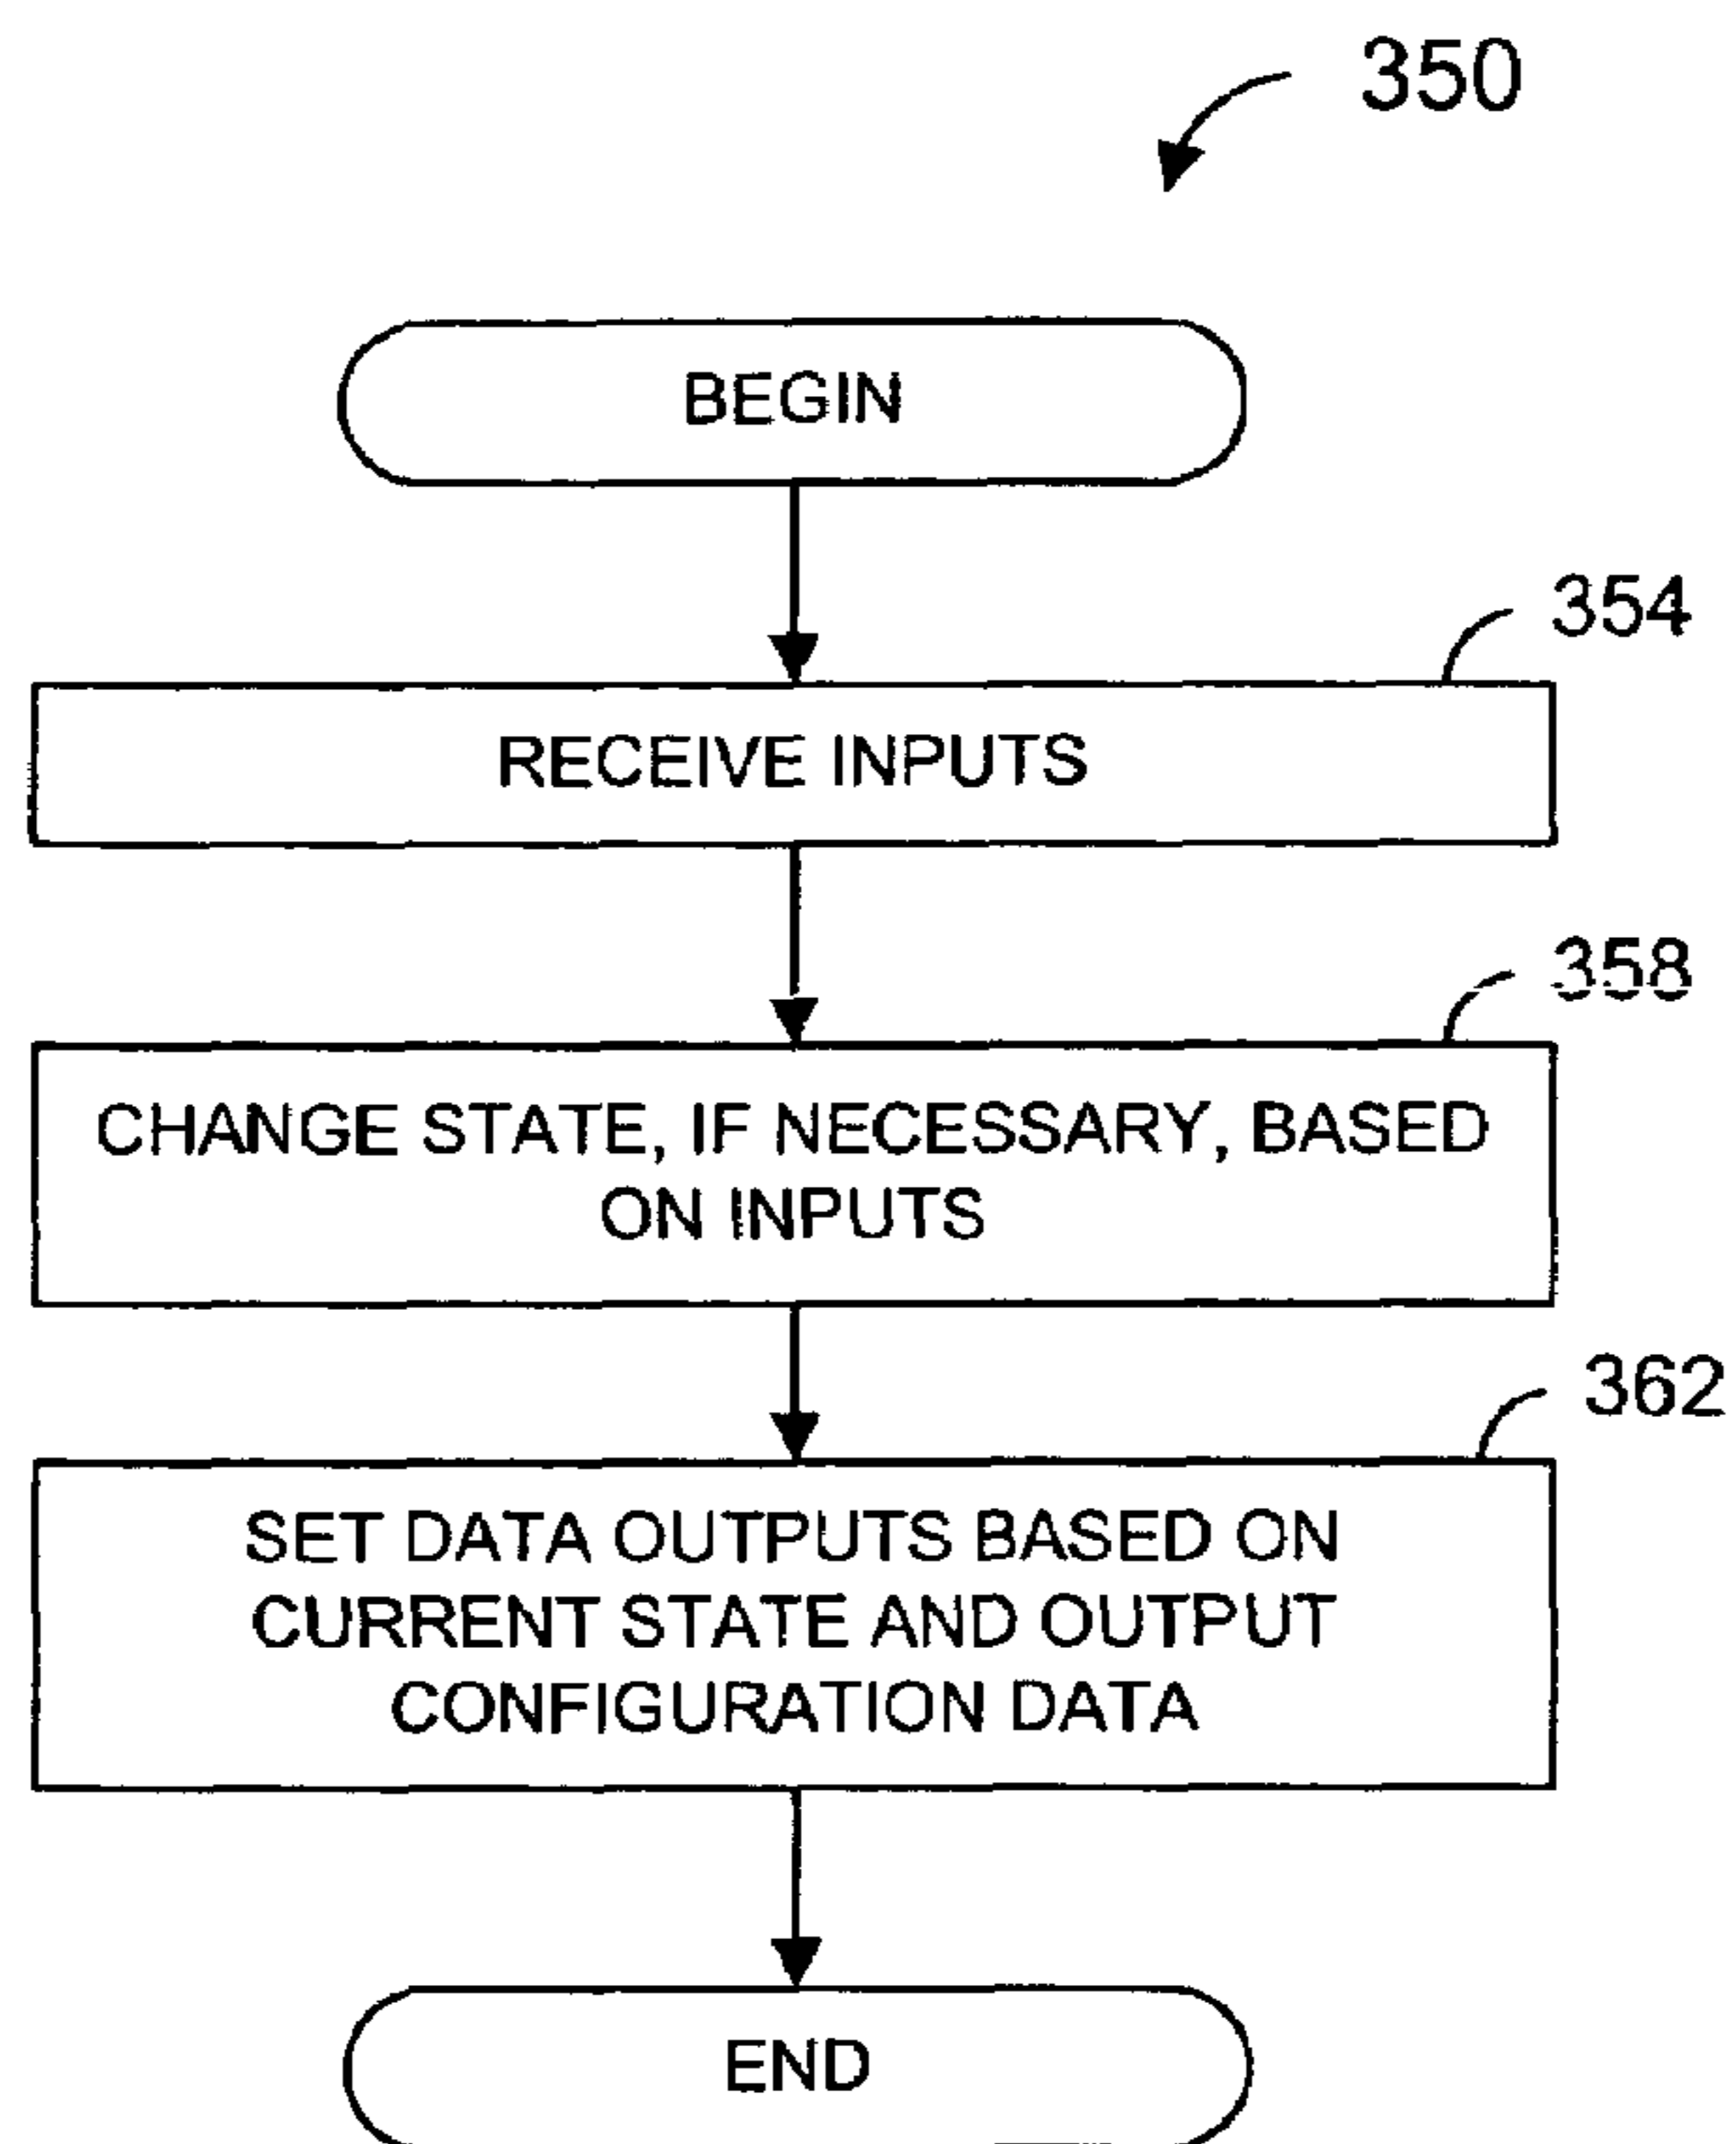 350
BEGIN
354
RECEIVE INPUTS
358
CHANGE STATE, IF NECESSARY, BASED
ON INPUTS
362
SET DATA OUTPUTS BASED ON
CURRENT STATE AND OUTPUT
CONFIGURATION DATA
END